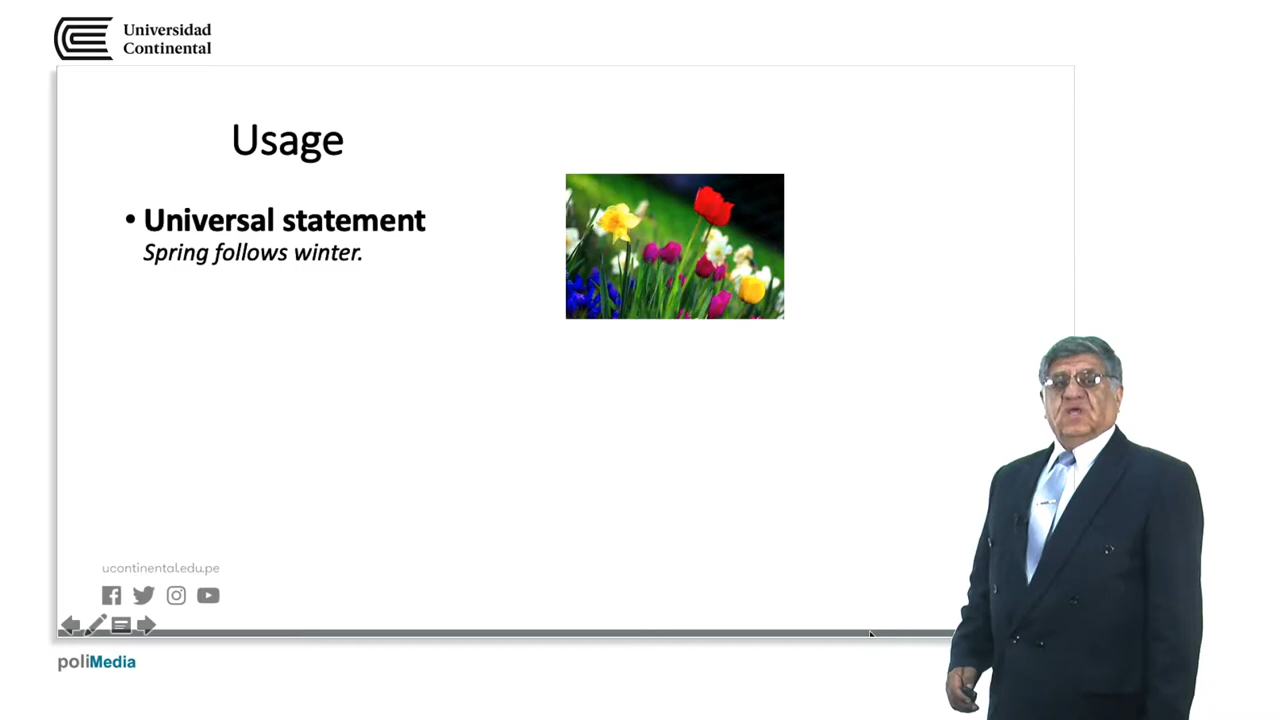 Universidad
Continental
Usage
• Universal statement
Spring follows winter.
ucontinental.edu.pe
poliMedia